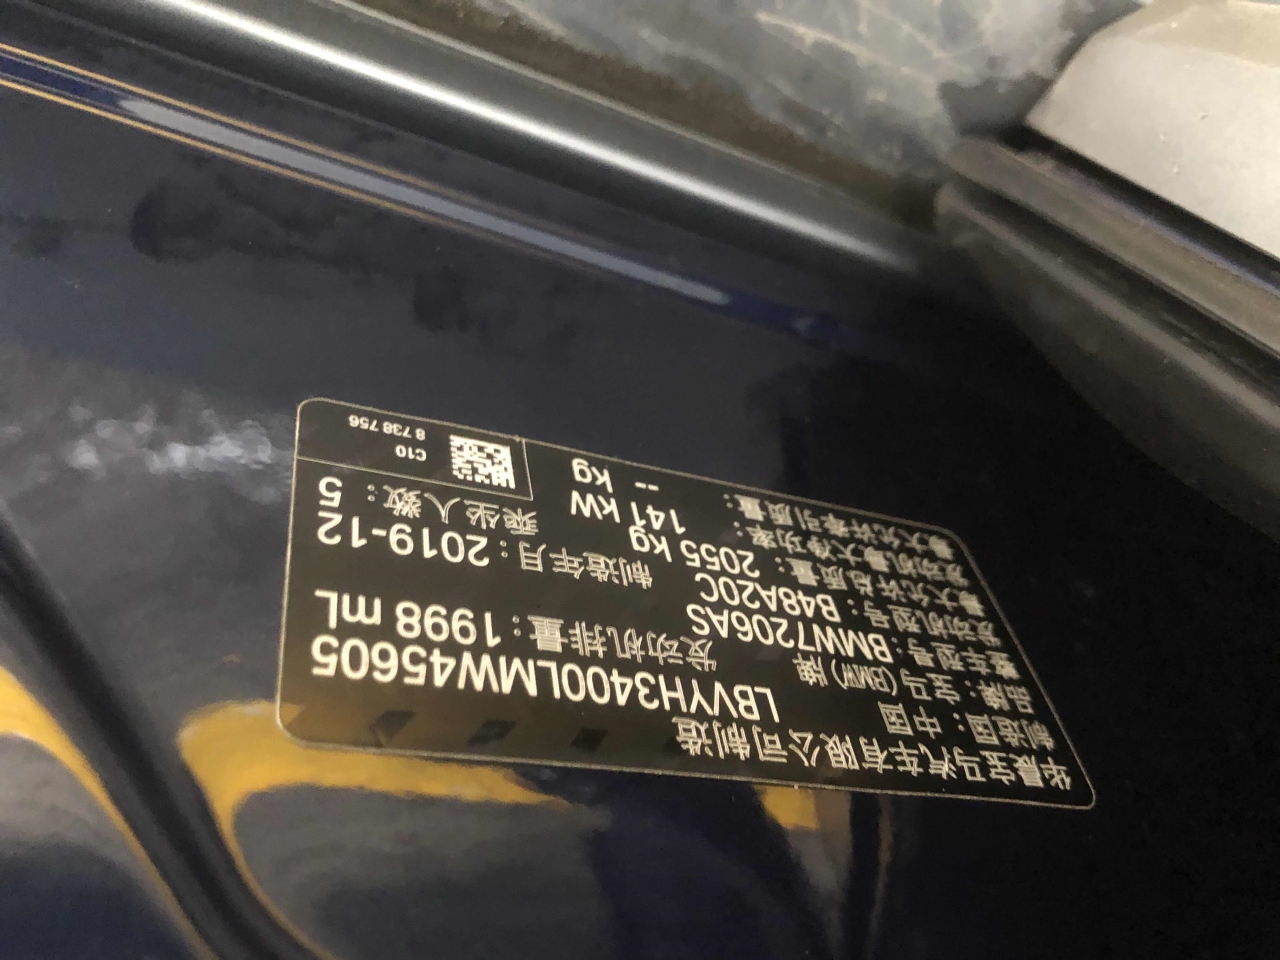 华晨宝马汽车有限公司制造
制造国：中国 LBVYH3400LMW45605
品牌：宝马(BMW)牌
整车型号：BMW7206AS 发动机排量：1998 mL
发动机型号：B48A20C 制造年月：2019-12
最大允许总质量：2055 kg 乘坐人数：5
发动机最大净功率：141 kW
最大允许牵引质量：-- kg
C10
8 738 756